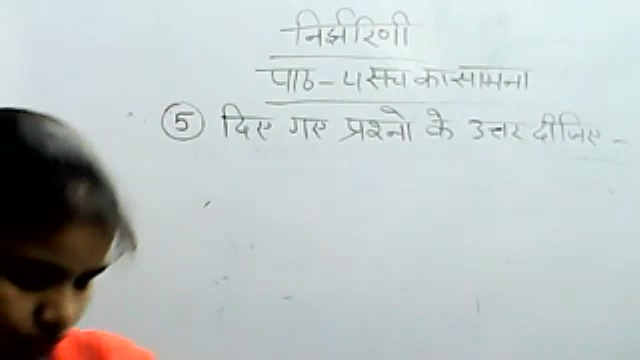 निर्झरिणी
पाठ - 4 सच का सामना
5 दिए गए प्रश्नो के उत्तर दीजिए -